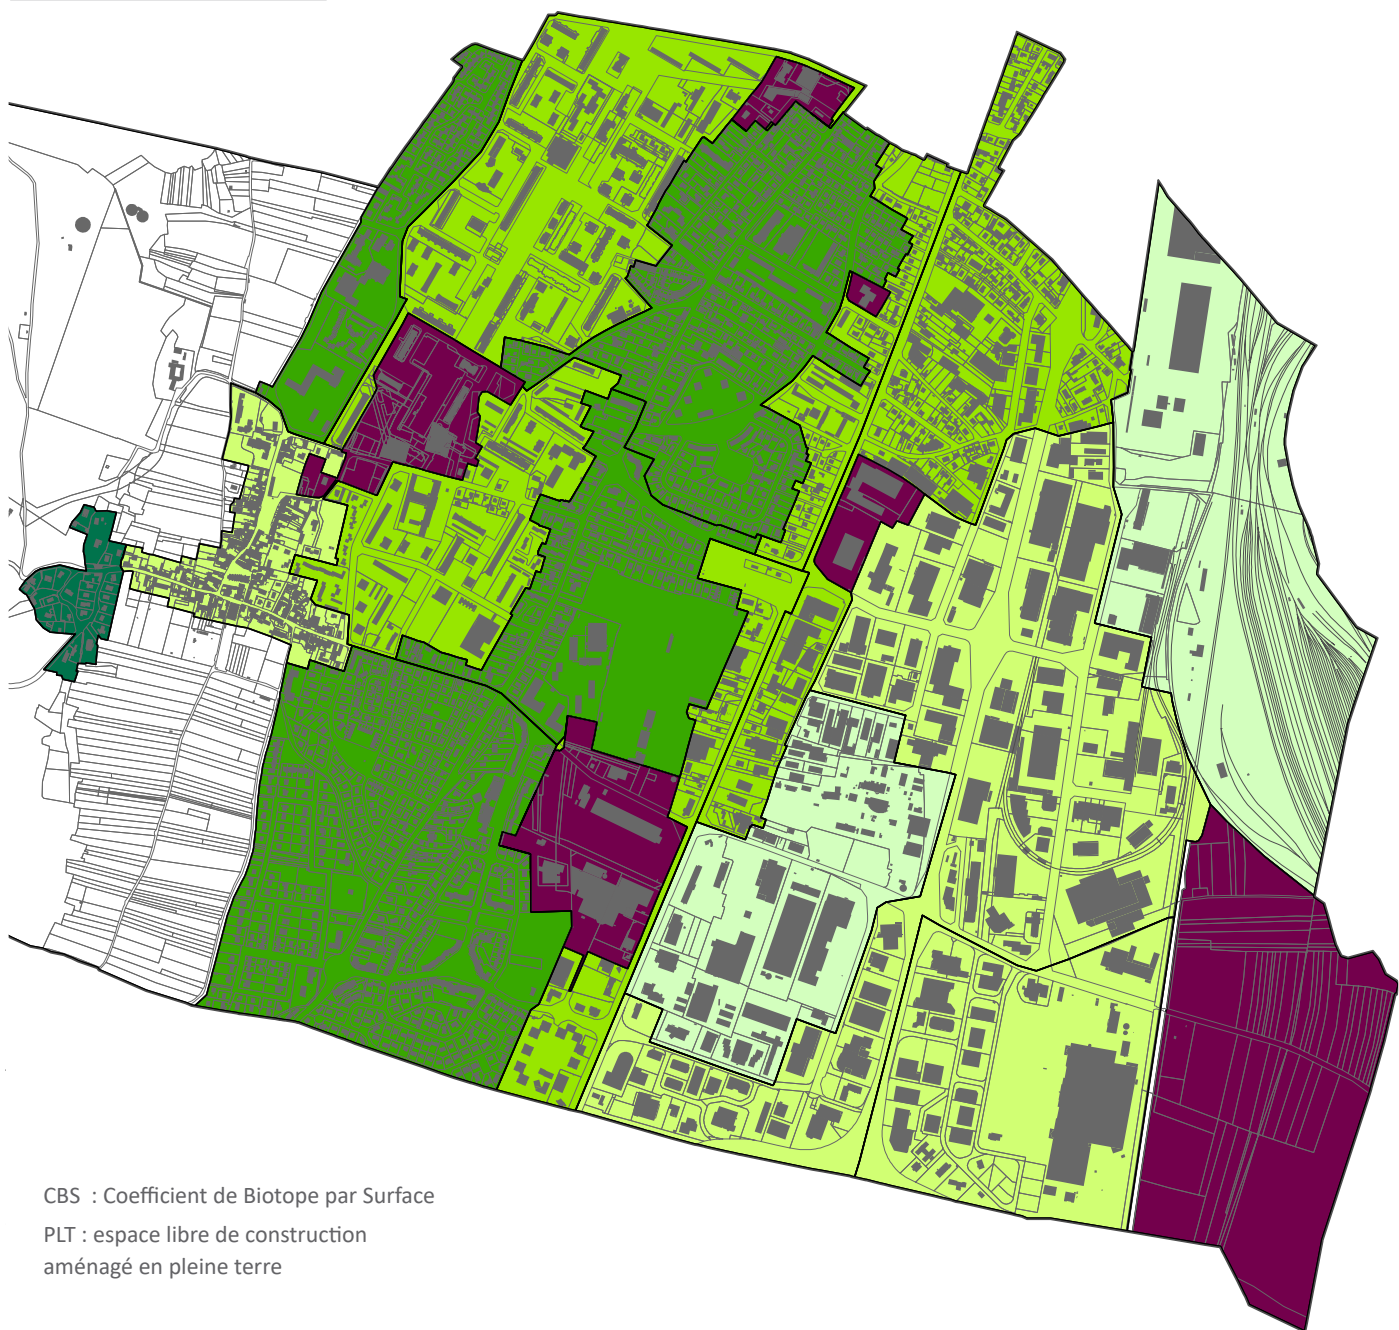 CBS : Coefficient de Biotope par Surface
PLT : espace libre de construction
aménagé en pleine terre